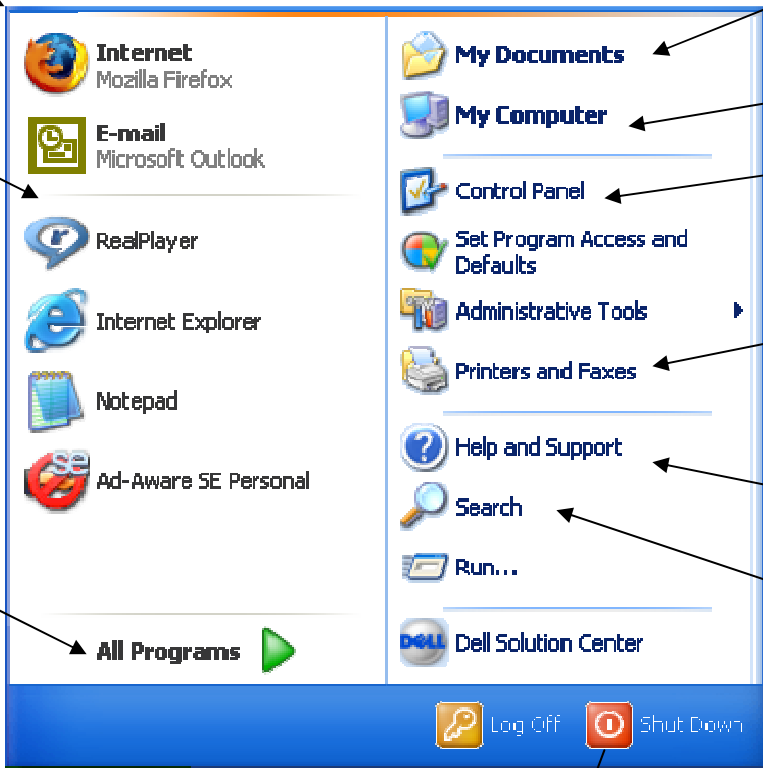 Internet
Mozilla Firefox
E-mail
Microsoft Outlook
RealPlayer
Internet Explorer
Notepad
SE
Ad-Aware SE Personal
All Programs
My Documents
My Computer
Control Panel
Set Program Access and
Defaults
Administrative Tools
Printers and Faxes
Help and Support
Search
Run...
DELL
Dell Solution Center
Log Off
Shut Down